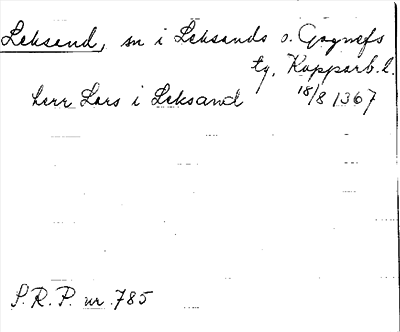 Leksand, sn i Leksands o. Gagnefs
tg, Kopparb. l.
herr Lars i Leksand 18/8 1367
S.R.P. nr 785